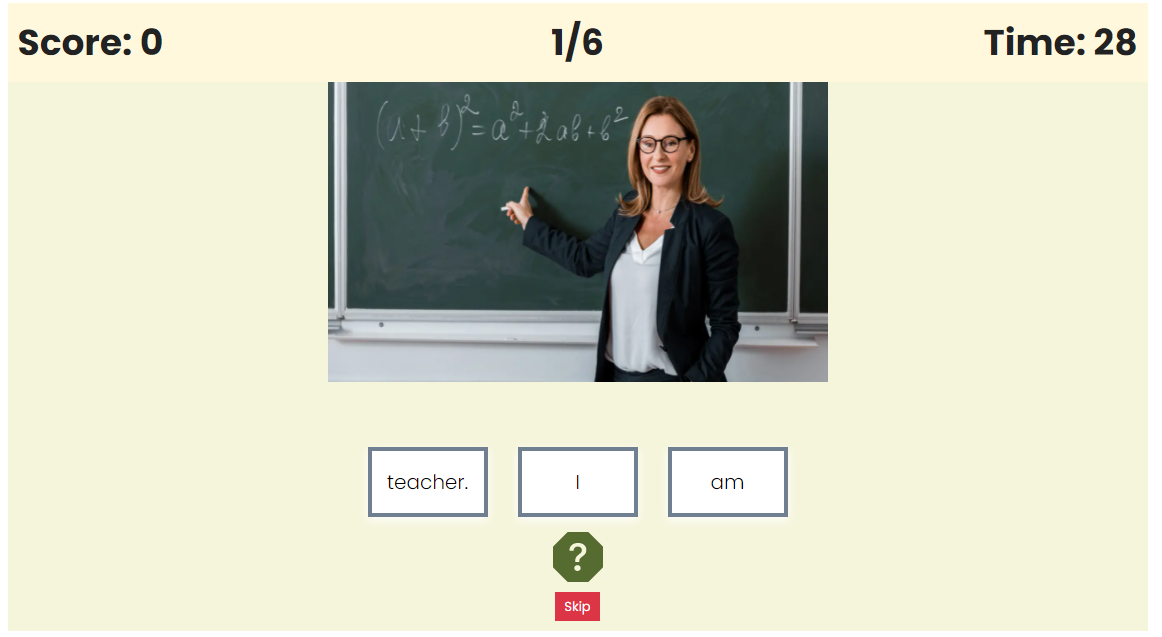 Score: 0 1/6 Time: 28
(a + b)² = a² + 2ab + b²
teacher. I am
?
Skip